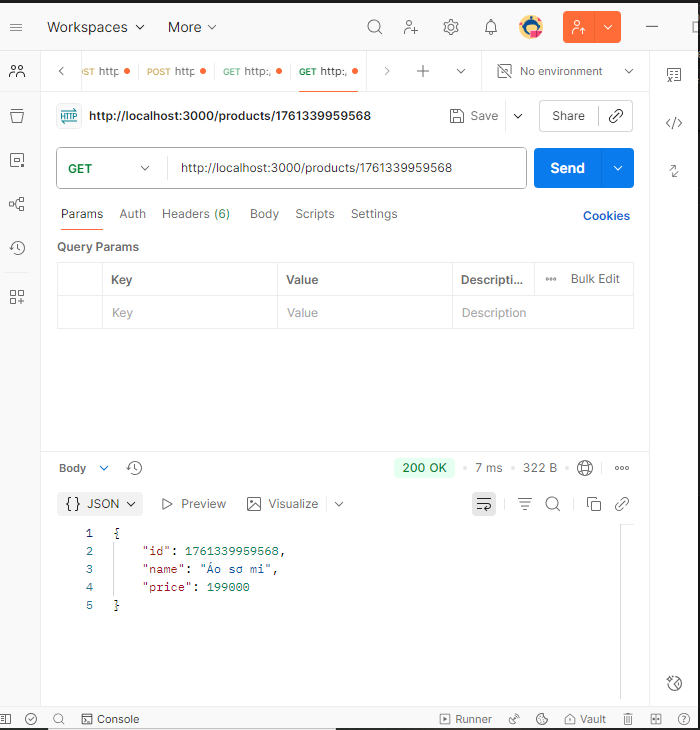 Workspaces More
ST http POST http GET http:, GET http:, No environment
HTTP http://localhost:3000/products/1761339959568 Save Share
GET http://localhost:3000/products/1761339959568 Send
Params Auth Headers (6) Body Scripts Settings Cookies
Query Params
Key Value Descripti... Bulk Edit
Key Value Description
Body 200 OK 7 ms 322 B
{} JSON Preview Visualize
1 {
2 "id": 1761339959568,
3 "name": "Áo sơ mi",
4 "price": 199000
5 }
Console Runner Vault